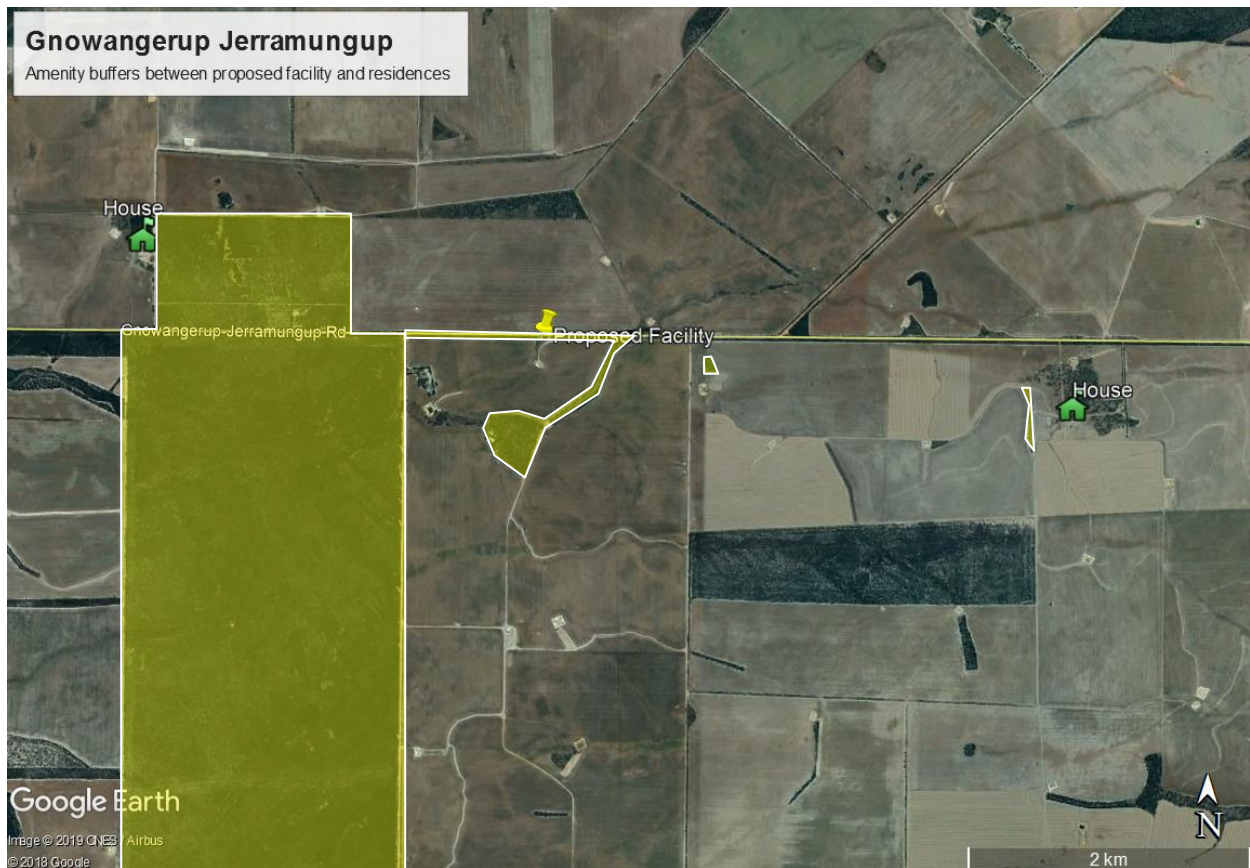 Gnowangerup Jerramungup
Amenity buffers between proposed facility and residences
House
Gnowangerup-Jerramungup-Rd
Proposed Facility
House
Google Earth
Image © 2019 CNES / Airbus
© 2018 Google
N
2 km